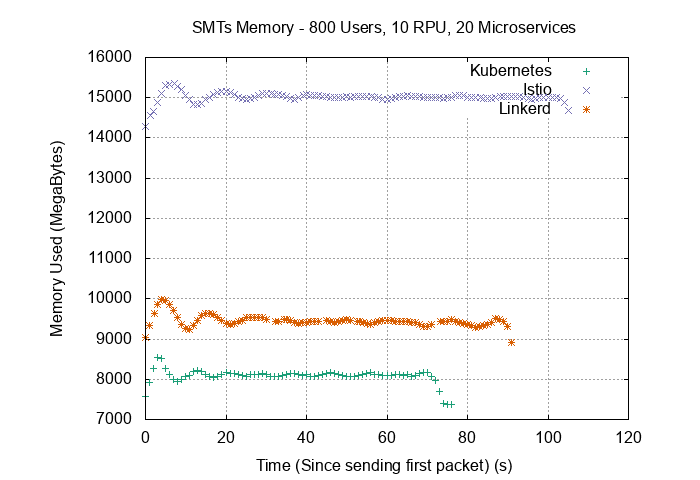 SMTs Memory - 800 Users, 10 RPU, 20 Microservices
16000
15000
14000
13000
12000
11000
10000
9000
8000
7000
Memory Used (MegaBytes)
Kubernetes
Istio
Linkerd
0 20 40 60 80 100 120
Time (Since sending first packet) (s)